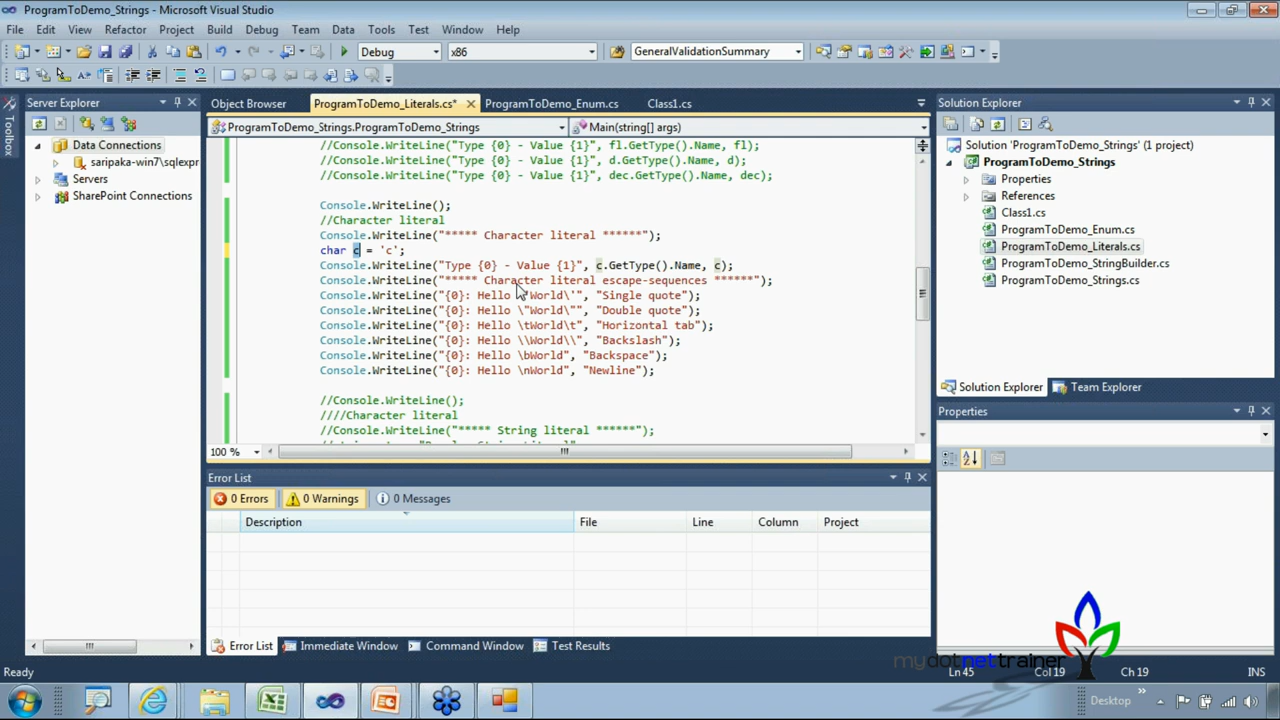 ProgramToDemo_Strings - Microsoft Visual Studio
File Edit View Refactor Project Build Debug Team Data Tools Test Window Help
Debug x86 GeneralValidationSummary
Server Explorer
Data Connections
saripaka-win7\sqlexpr
Servers
SharePoint Connections
Toolbox
Object Browser ProgramToDemo_Literals.cs* ProgramToDemo_Enum.cs Class1.cs
ProgramToDemo_Strings.ProgramToDemo_Strings Main(string[] args)
//Console.WriteLine("Type {0} - Value {1}", fl.GetType().Name, fl);
//Console.WriteLine("Type {0} - Value {1}", d.GetType().Name, d);
//Console.WriteLine("Type {0} - Value {1}", dec.GetType().Name, dec);
Console.WriteLine();
//Character literal
Console.WriteLine("***** Character literal ******");
char c = 'c';
Console.WriteLine("Type {0} - Value {1}", c.GetType().Name, c);
Console.WriteLine("***** Character literal escape-sequences ******");
Console.WriteLine("{0}: Hello \'World\'", "Single quote");
Console.WriteLine("{0}: Hello \"World\"", "Double quote");
Console.WriteLine("{0}: Hello \tWorld\t", "Horizontal tab");
Console.WriteLine("{0}: Hello \\World\\", "Backslash");
Console.WriteLine("{0}: Hello \bWorld", "Backspace");
Console.WriteLine("{0}: Hello \nWorld", "Newline");
//Console.WriteLine();
////Character literal
//Console.WriteLine("***** String literal ******");
100 %
Error List
0 Errors 0 Warnings 0 Messages
Description File Line Column Project
Error List Immediate Window Command Window Test Results
Solution Explorer
Solution 'ProgramToDemo_Strings' (1 project)
ProgramToDemo_Strings
Properties
References
Class1.cs
ProgramToDemo_Enum.cs
ProgramToDemo_Literals.cs
ProgramToDemo_StringBuilder.cs
ProgramToDemo_Strings.cs
Solution Explorer Team Explorer
Properties
mydotnettrainer
Ready Ln 45 Col 19 Ch 19 INS
Desktop